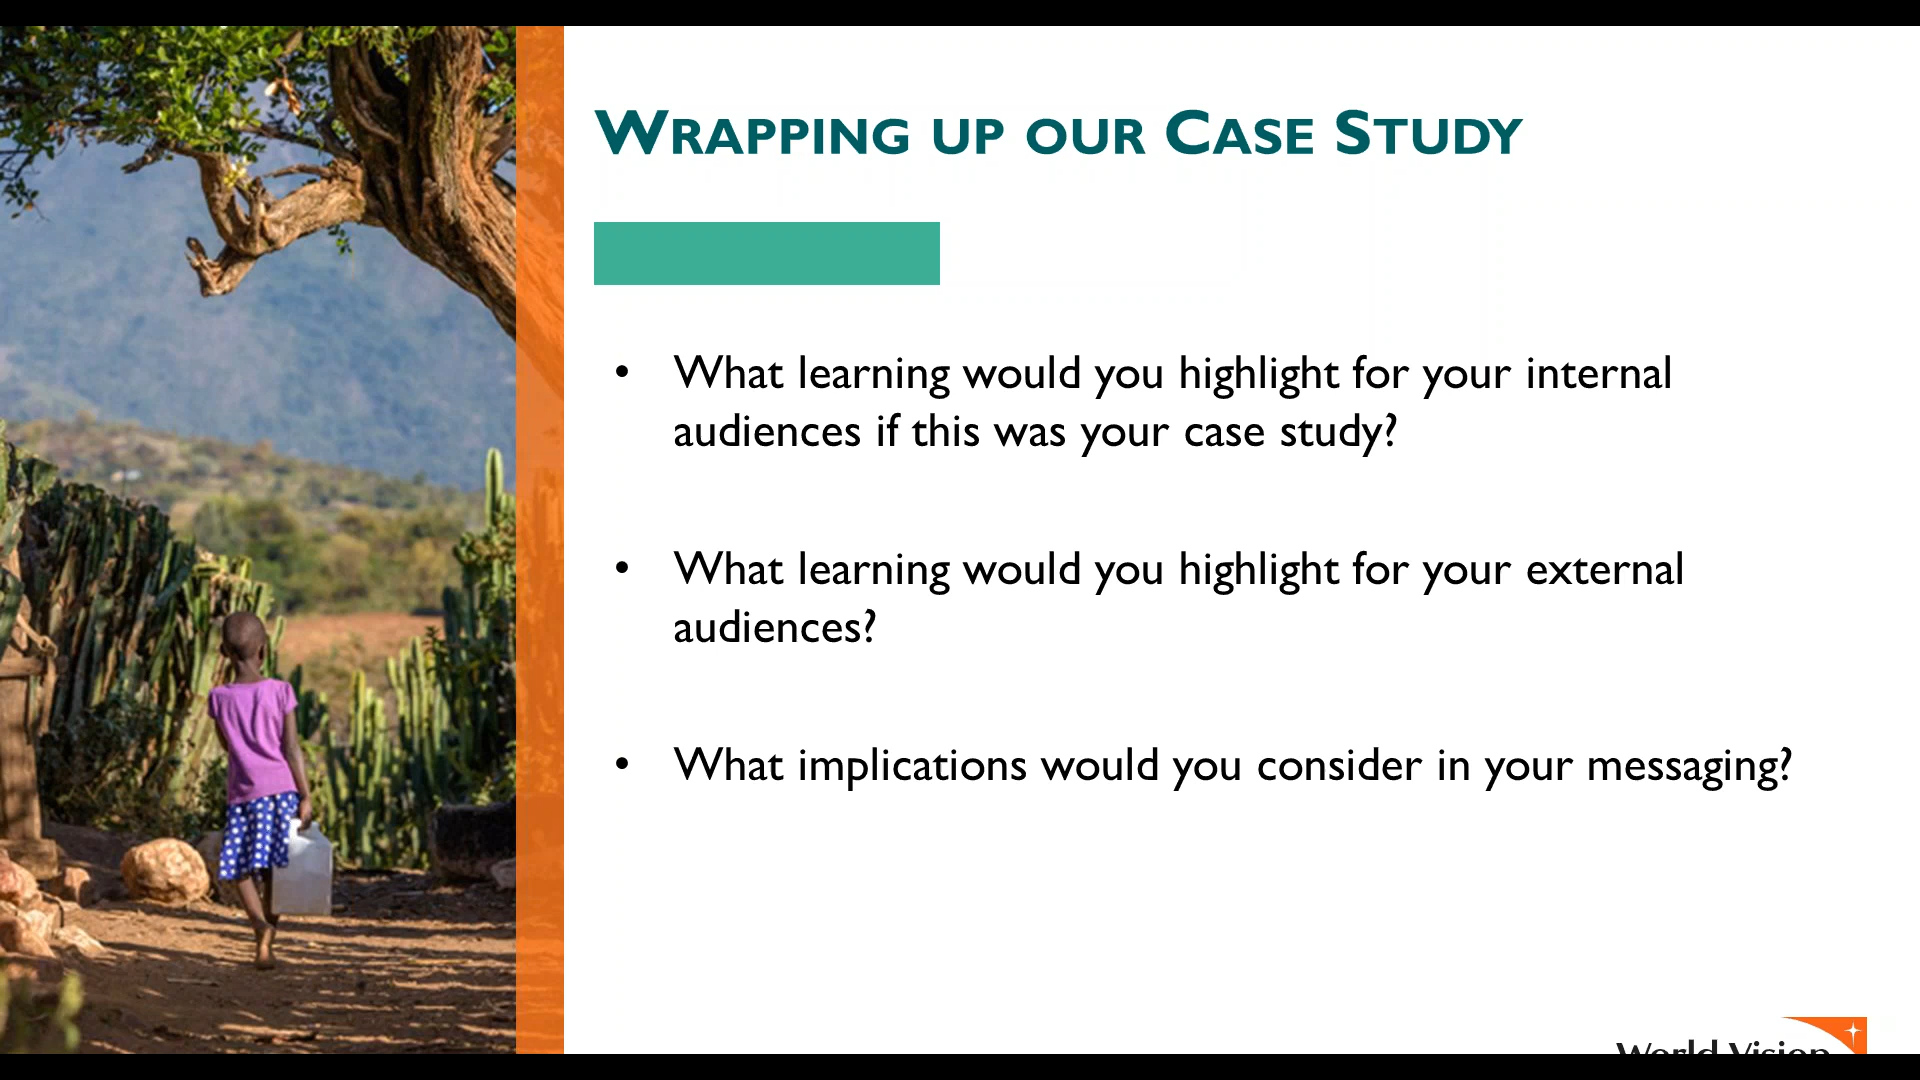 WRAPPING UP OUR CASE STUDY
• What learning would you highlight for your internal
audiences if this was your case study?
• What learning would you highlight for your external
audiences?
• What implications would you consider in your messaging?
World Vision